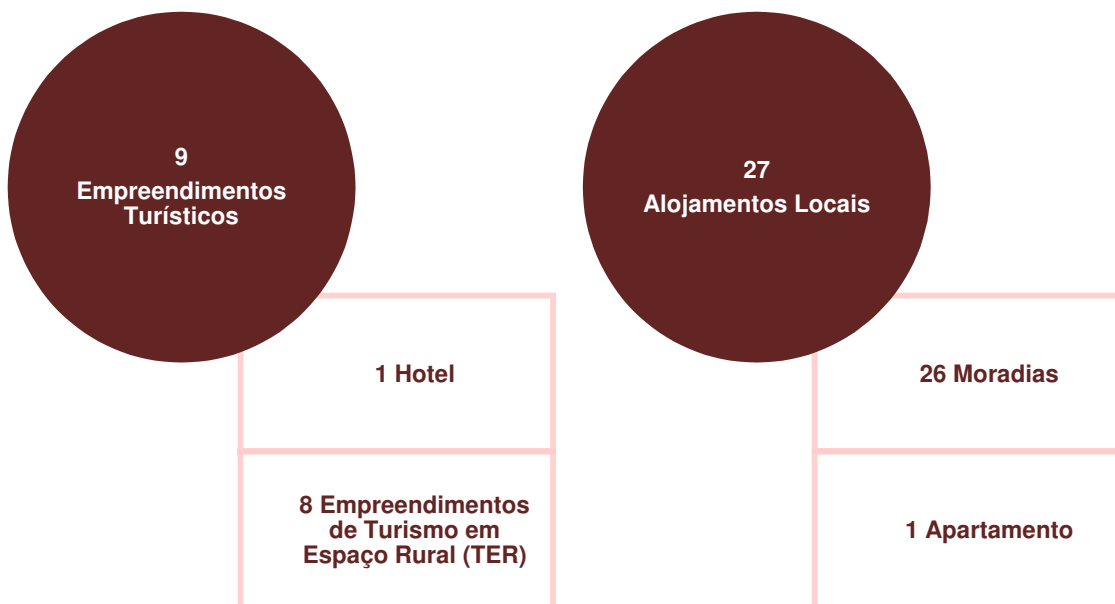 9
Empreendimentos
Turísticos
1 Hotel
8 Empreendimentos
de Turismo em
Espaço Rural (TER)
27
Alojamentos Locais
26 Moradias
1 Apartamento